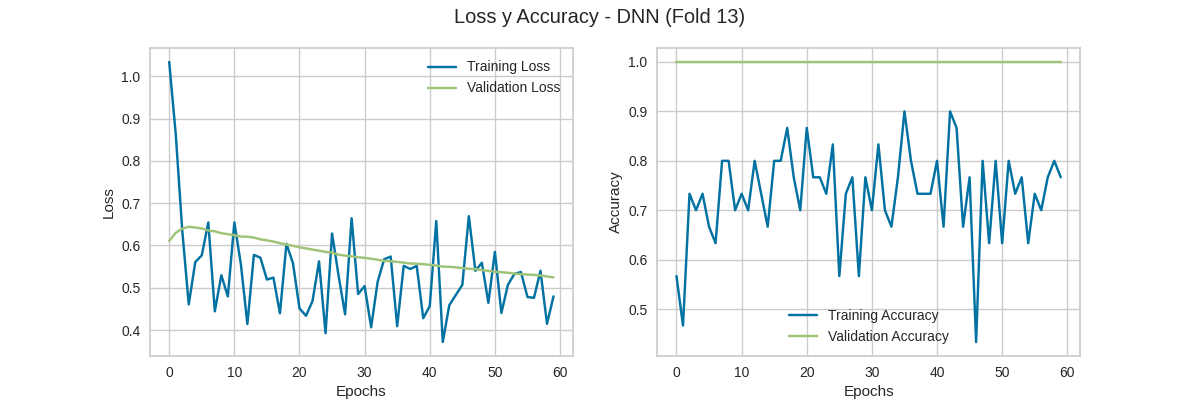 Loss y Accuracy - DNN (Fold 13)
Training Loss
Validation Loss
1.0
0.9
0.8
0.7
0.6
0.5
0.4
Loss
0 10 20 30 40 50 60
Epochs
1.0
0.9
0.8
0.7
0.6
0.5
Accuracy
Training Accuracy
Validation Accuracy
0 10 20 30 40 50 60
Epochs